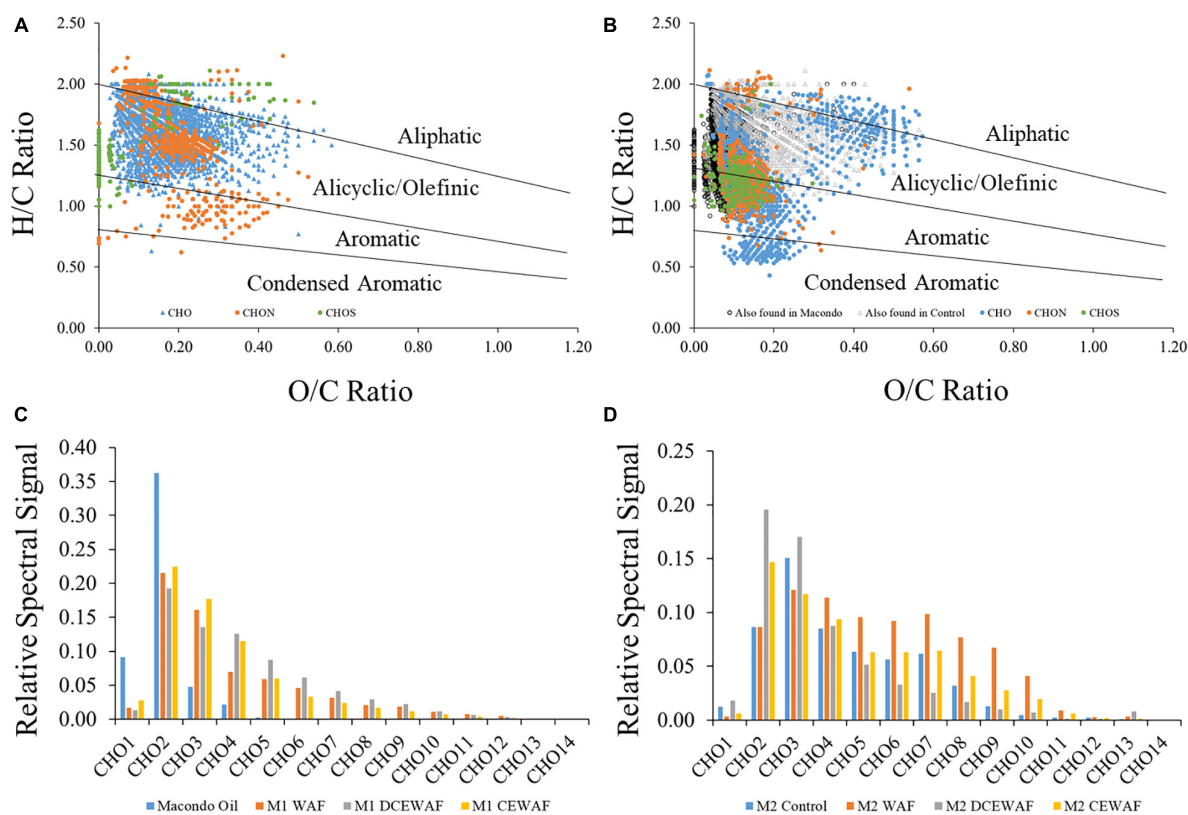 A
2.50
2.00
1.50
1.00
0.50
0.00
H/C Ratio
Aliphatic
Alicyclic/Olefinic
Aromatic
Condensed Aromatic
CHO CHON CHOS
0.00 0.20 0.40 0.60 0.80 1.00 1.20
O/C Ratio
B
2.50
2.00
1.50
1.00
0.50
0.00
H/C Ratio
Aliphatic
Alicyclic/Olefinic
Aromatic
Condensed Aromatic
Also found in Macondo Also found in Control CHO CHON CHOS
0.00 0.20 0.40 0.60 0.80 1.00 1.20
O/C Ratio
C
0.40
0.35
0.30
0.25
0.20
0.15
0.10
0.05
0.00
Relative Spectral Signal
CHO1 CHO2 CHO3 CHO4 CHO5 CHO6 CHO7 CHO8 CHO9 CHO10 CHO11 CHO12 CHO13 CHO14
Macondo Oil M1 WAF M1 DCEWAF M1 CEWAF
D
0.25
0.20
0.15
0.10
0.05
0.00
Relative Spectral Signal
CHO1 CHO2 CHO3 CHO4 CHO5 CHO6 CHO7 CHO8 CHO9 CHO10 CHO11 CHO12 CHO13 CHO14
M2 Control M2 WAF M2 DCEWAF M2 CEWAF